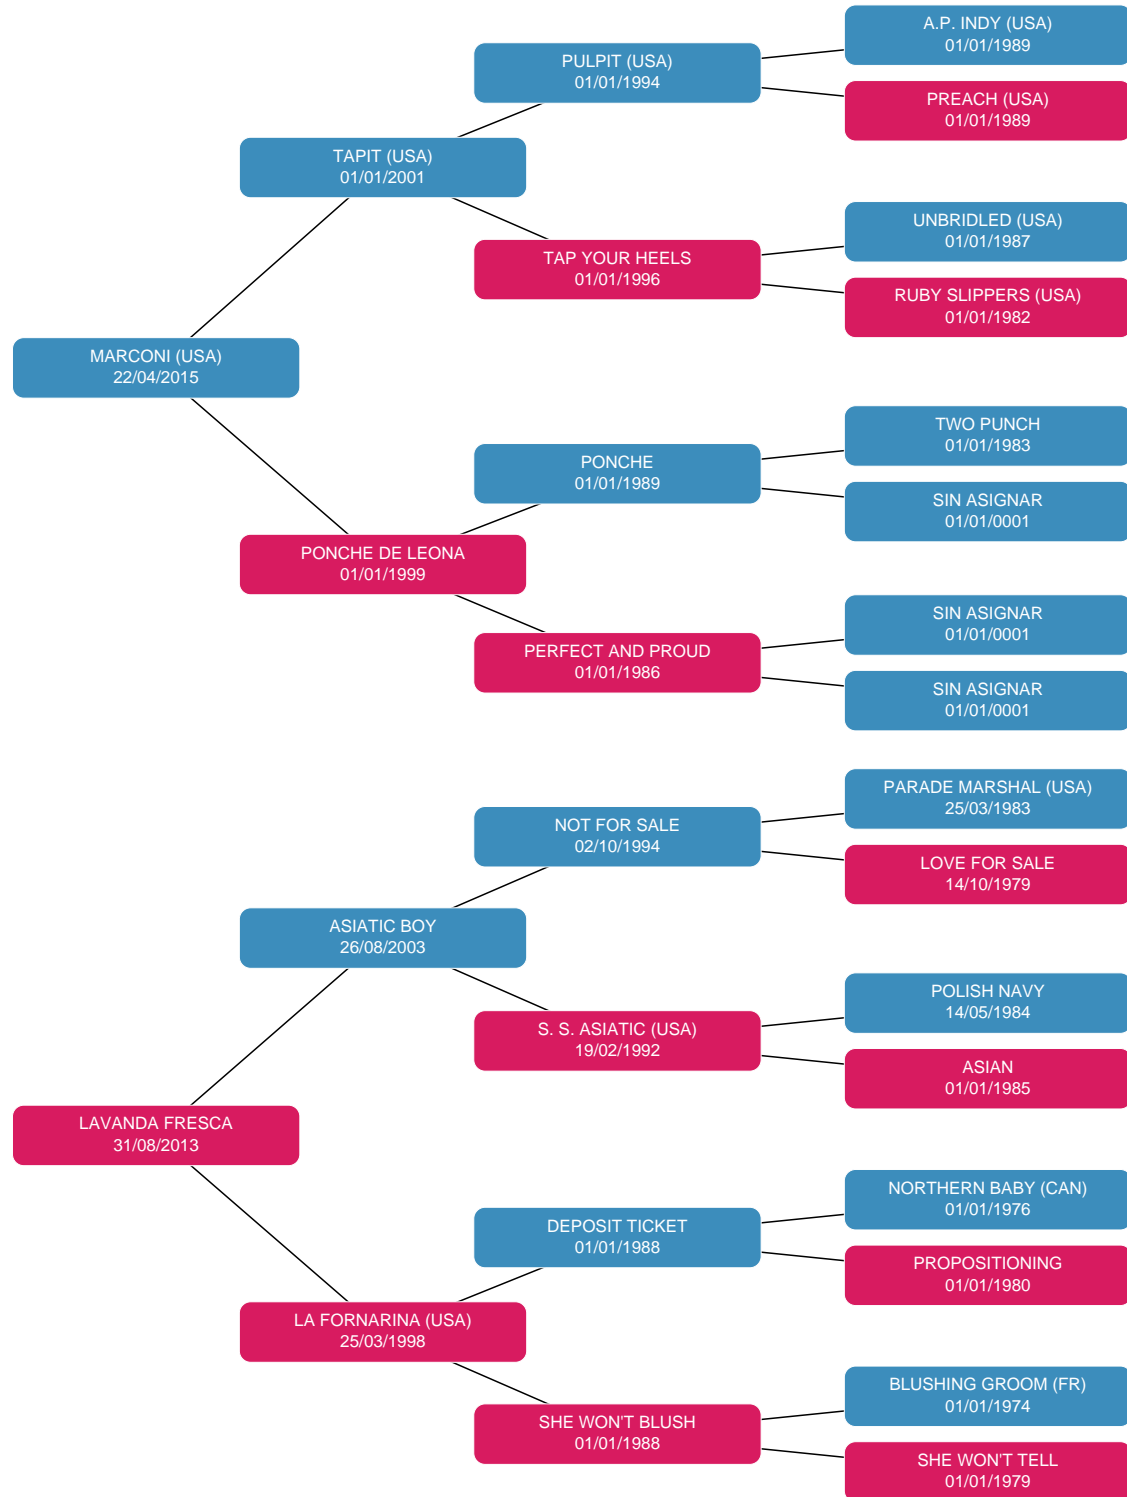 A.P. INDY (USA)
01/01/1989
PULPIT (USA)
01/01/1994
PREACH (USA)
01/01/1989
TAPIT (USA)
01/01/2001
UNBRIDLED (USA)
01/01/1987
TAP YOUR HEELS
01/01/1996
RUBY SLIPPERS (USA)
01/01/1982
MARCONI (USA)
22/04/2015
TWO PUNCH
01/01/1983
PONCHE
01/01/1989
SIN ASIGNAR
01/01/0001
PONCHE DE LEONA
01/01/1999
SIN ASIGNAR
01/01/0001
PERFECT AND PROUD
01/01/1986
SIN ASIGNAR
01/01/0001
PARADE MARSHAL (USA)
25/03/1983
NOT FOR SALE
02/10/1994
LOVE FOR SALE
14/10/1979
ASIATIC BOY
26/08/2003
POLISH NAVY
14/05/1984
S. S. ASIATIC (USA)
19/02/1992
ASIAN
01/01/1985
LAVANDA FRESCA
31/08/2013
NORTHERN BABY (CAN)
01/01/1976
DEPOSIT TICKET
01/01/1988
PROPOSITIONING
01/01/1980
LA FORNARINA (USA)
25/03/1998
BLUSHING GROOM (FR)
01/01/1974
SHE WON'T BLUSH
01/01/1988
SHE WON'T TELL
01/01/1979